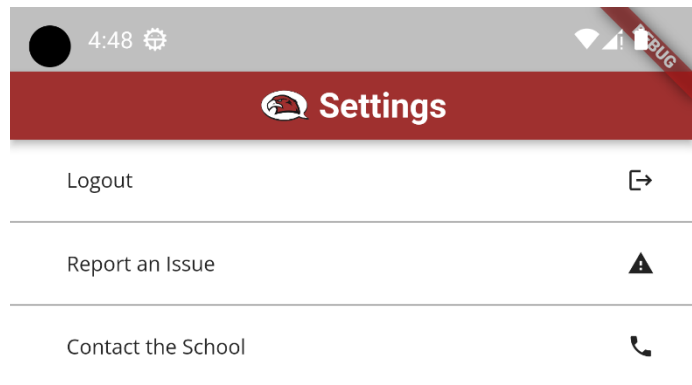 4:48
DEBUG
Settings
Logout
Report an Issue
Contact the School